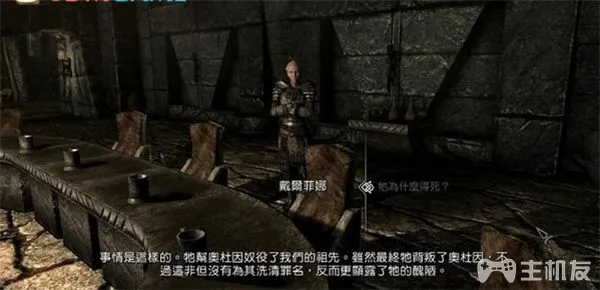 戴爾菲娜
牠為什麼得死?
事情是這樣的。牠幫奧杜因奴役了我們的祖先。雖然最終牠背叛了奧杜因，不
過這非但沒有為其洗清罪名，反而更顯露了牠的醜陋。
主机友